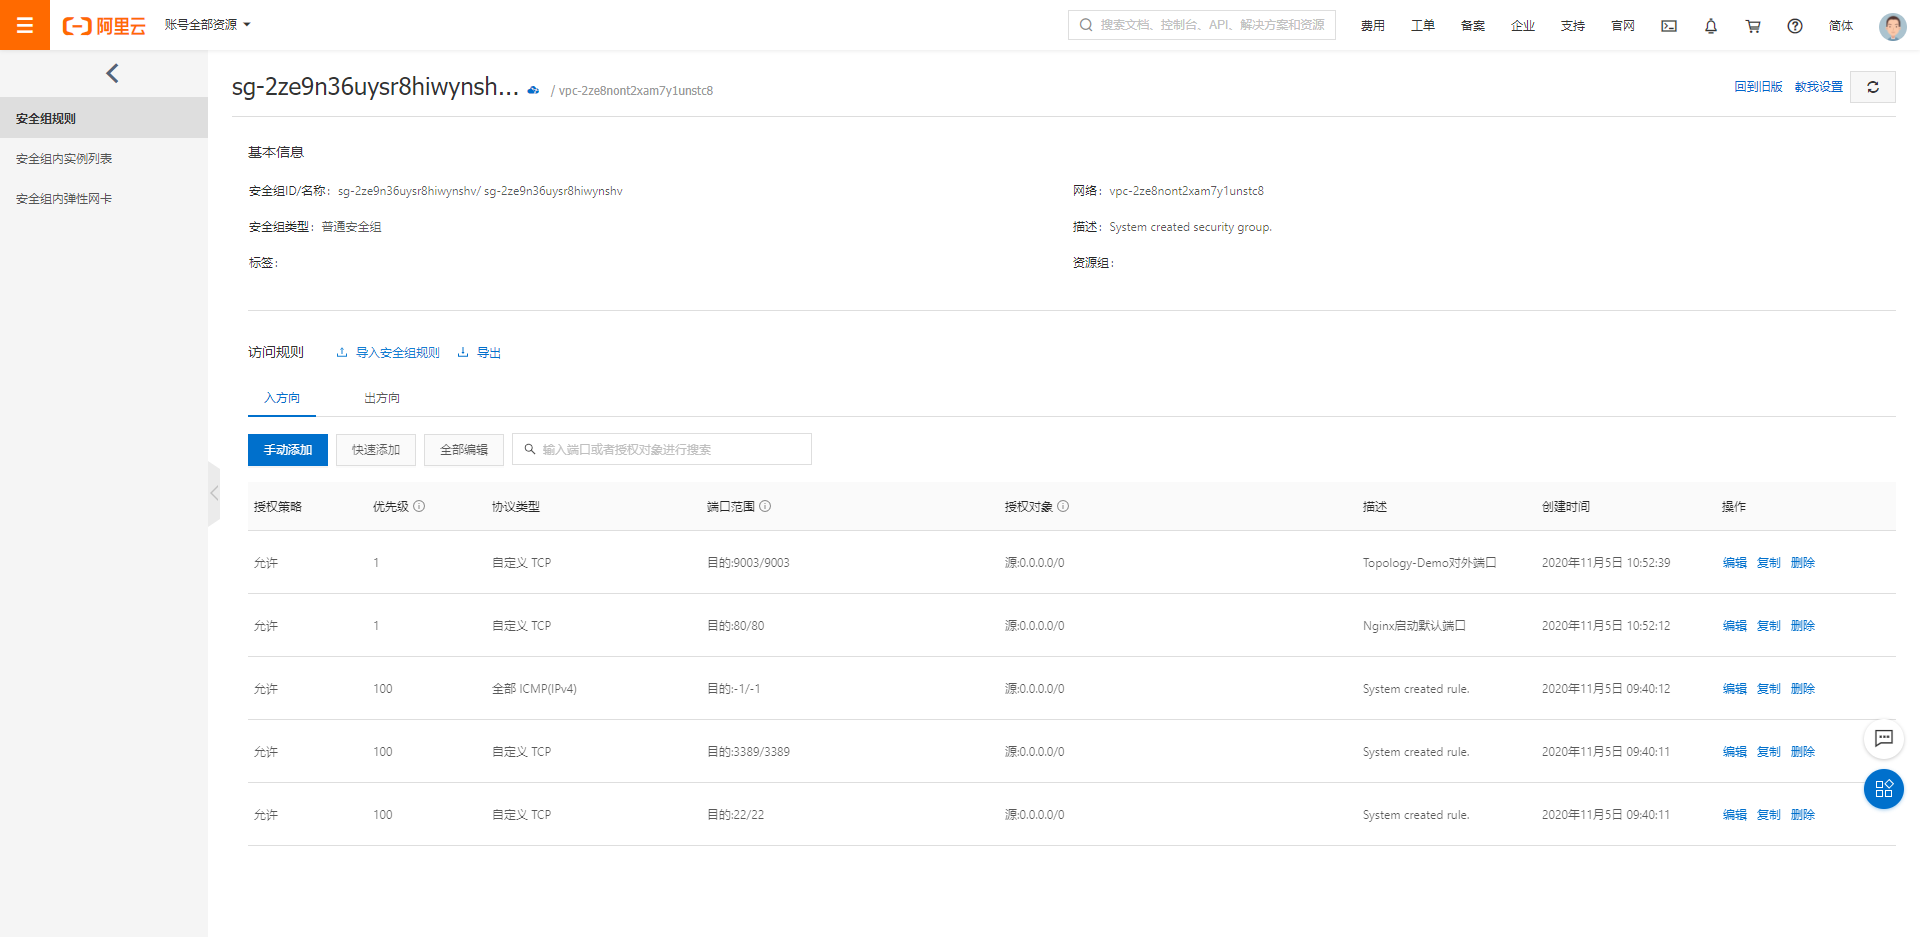 阿里云 账号全部资源 搜索文档、控制台、API、解决方案和资源 费用 工单 备案 企业 支持 官网 简体
sg-2ze9n36uysr8hiwynsh... / vpc-2ze8nont2xam7y1unstc8 回到旧版 教我设置
安全组规则
安全组内实例列表
安全组内弹性网卡
基本信息
安全组ID/名称: sg-2ze9n36uysr8hiwynshv/ sg-2ze9n36uysr8hiwynshv 网络: vpc-2ze8nont2xam7y1unstc8
安全组类型: 普通安全组 描述: System created security group.
标签: 资源组:
访问规则 导入安全组规则 导出
入方向 出方向
手动添加 快速添加 全部编辑 输入端口或者授权对象进行搜索
授权策略 优先级 协议类型 端口范围 授权对象 描述 创建时间 操作
允许 1 自定义 TCP 目的:9003/9003 源:0.0.0.0/0 Topology-Demo对外端口 2020年11月5日 10:52:39 编辑 复制 删除
允许 1 自定义 TCP 目的:80/80 源:0.0.0.0/0 Nginx启动默认端口 2020年11月5日 10:52:12 编辑 复制 删除
允许 100 全部 ICMP(IPv4) 目的:-1/-1 源:0.0.0.0/0 System created rule. 2020年11月5日 09:40:12 编辑 复制 删除
允许 100 自定义 TCP 目的:3389/3389 源:0.0.0.0/0 System created rule. 2020年11月5日 09:40:11 编辑 复制 删除
允许 100 自定义 TCP 目的:22/22 源:0.0.0.0/0 System created rule. 2020年11月5日 09:40:11 编辑 复制 删除